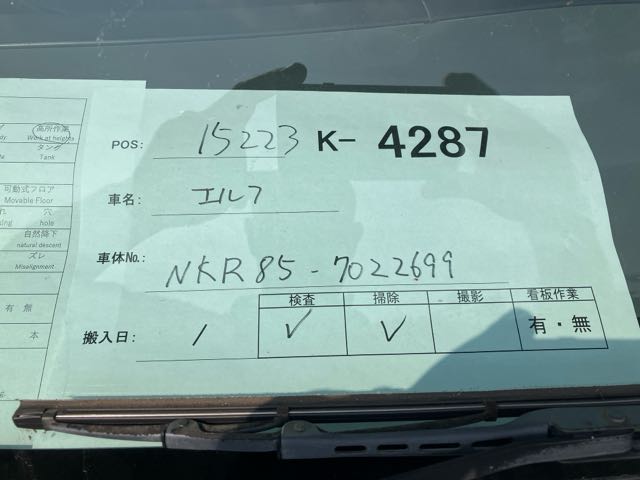 高所作業
Work at heights
タンク
Tank
可動式フロア
Movable Floor
れ 穴
hole
自然降下
natural descent
ズレ
Misalignment
有 無
本
POS: 15223 K- 4287
車名: エルフ
車体No.: NKR85-7022699
検査 掃除 撮影 看板作業
搬入日: / ✓ ✓ 有・無